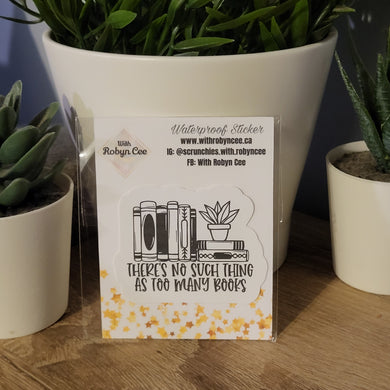 With
Robyn Cee
Waterproof Sticker
www.withrobyncee.ca
IG: @scrunchies.with.robyncee
FB: With Robyn Cee
THERE'S NO SUCH THING
AS TOO MANY BOOKS